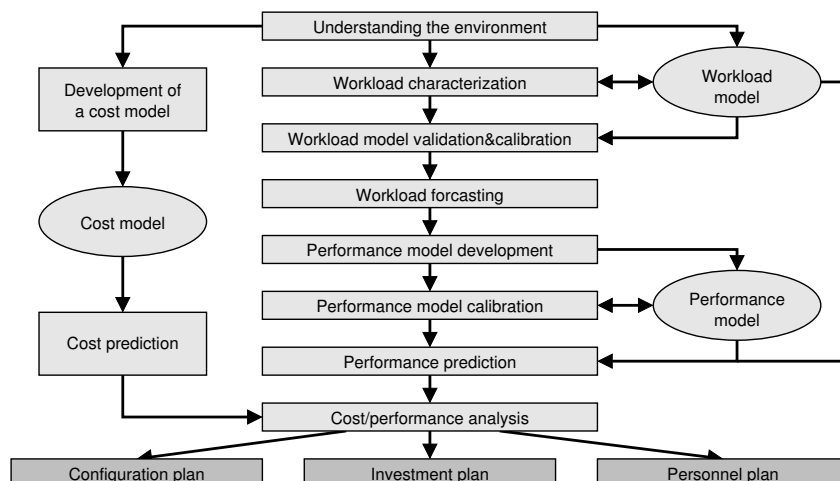 Understanding the environment
Development of
a cost model
Workload characterization
Workload
model
Workload model validation&calibration
Workload forcasting
Cost model
Performance model development
Performance model calibration
Performance
model
Cost prediction
Performance prediction
Cost/performance analysis
Configuration plan
Investment plan
Personnel plan